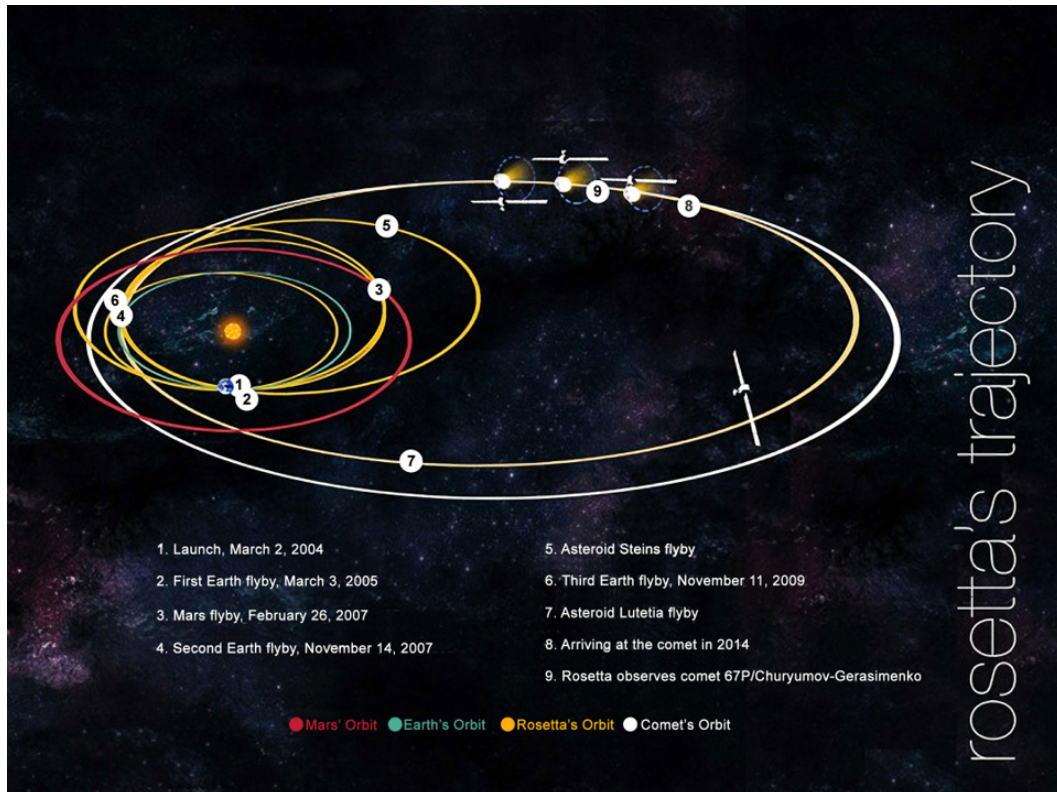 rosetta's trajectory
5
9
8
3
6
4
1
2
7
1. Launch, March 2, 2004
2. First Earth flyby, March 3, 2005
3. Mars flyby, February 26, 2007
4. Second Earth flyby, November 14, 2007
5. Asteroid Steins flyby
6. Third Earth flyby, November 11, 2009
7. Asteroid Lutetia flyby
8. Arriving at the comet in 2014
9. Rosetta observes comet 67P/Churyumov-Gerasimenko
Mars' Orbit Earth's Orbit Rosetta's Orbit Comet's Orbit